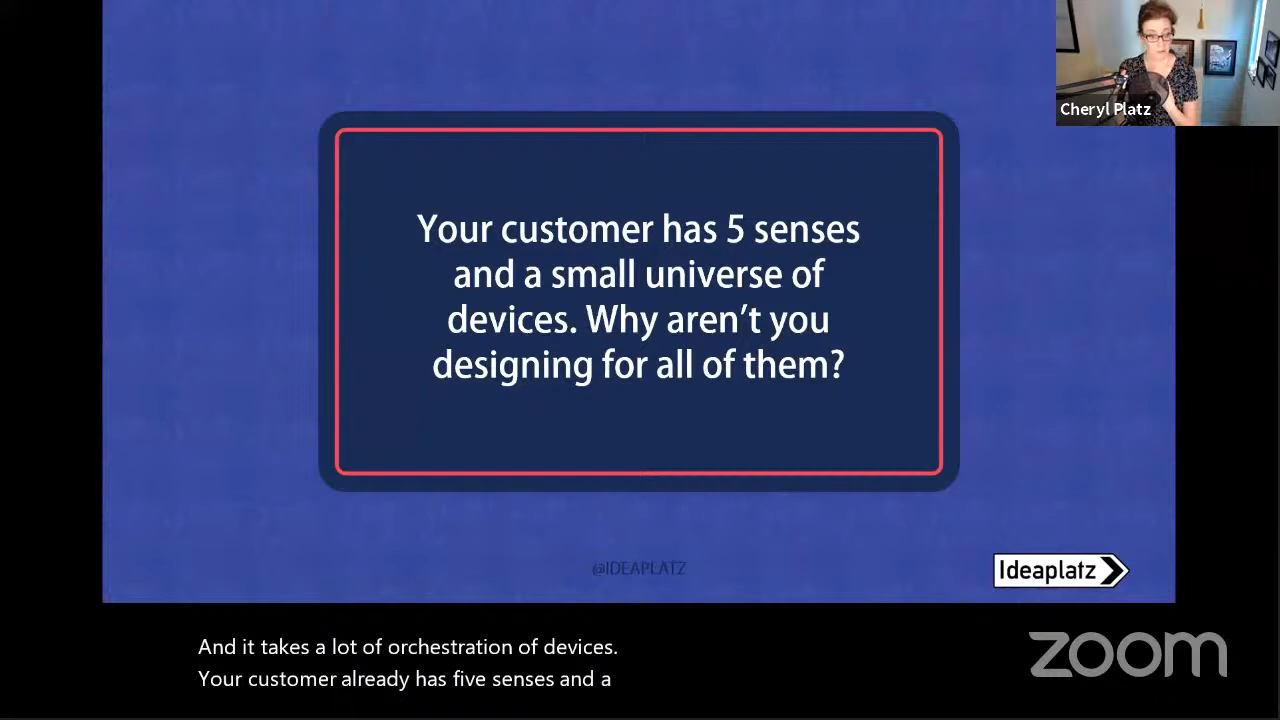 Cheryl Platz
Your customer has 5 senses
and a small universe of
devices. Why aren’t you
designing for all of them?
@IDEAPLATZ
Ideaplatz
And it takes a lot of orchestration of devices.
Your customer already has five senses and a
zoom